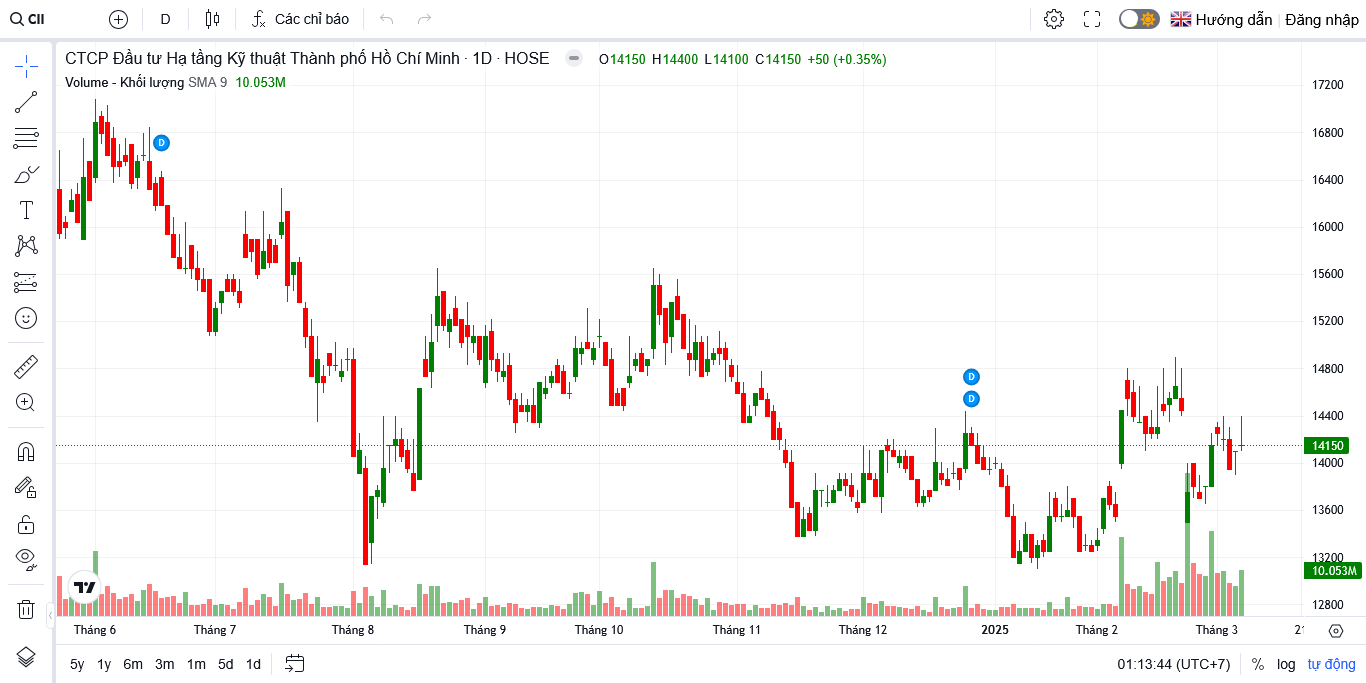 CII D Các chỉ báo Hướng dẫn Đăng nhập
CTCP Đầu tư Hạ tầng Kỹ thuật Thành phố Hồ Chí Minh · 1D · HOSE O14150 H14400 L14100 C14150 +50 (+0.35%)
Volume - Khối lượng SMA 9 10.053M
17200
16800
D
16400
16000
15600
15200
14800
D
D
14400
14150
14000
13600
13200
10.053M
12800
Tháng 6 Tháng 7 Tháng 8 Tháng 9 Tháng 10 Tháng 11 Tháng 12 2025 Tháng 2 Tháng 3 21
5y 1y 6m 3m 1m 5d 1d 01:13:44 (UTC+7) % log tự động